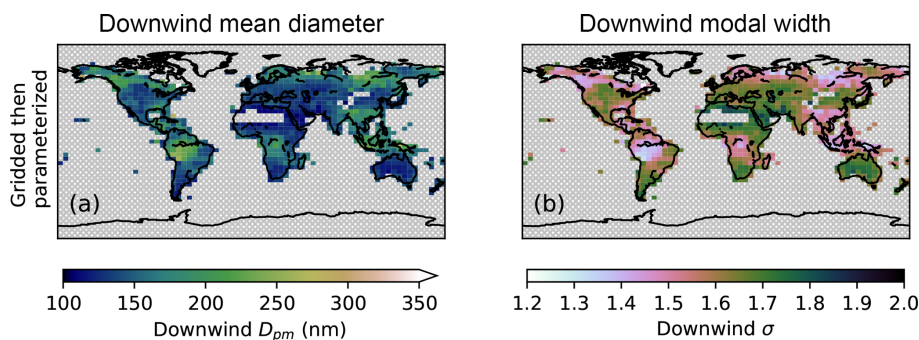 Downwind mean diameter
Downwind modal width
Gridded then
parameterized
(a)
(b)
100 150 200 250 300 350
Downwind D_pm (nm)
1.2 1.3 1.4 1.5 1.6 1.7 1.8 1.9 2.0
Downwind σ